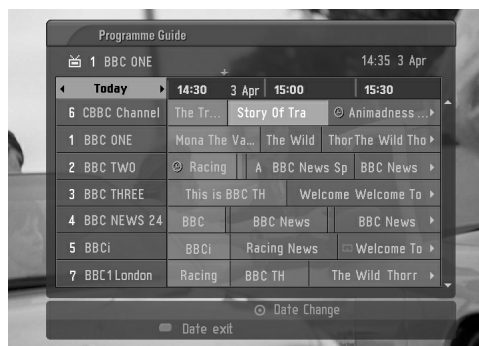 Programme Guide
1 BBC ONE 14:35 3 Apr
Today 14:30 3 Apr 15:00 15:30
6 CBBC Channel The Tr... Story Of Tra Animadness ...
1 BBC ONE Mona The Va... The Wild ThorThe Wild Tho
2 BBC TWO Racing A BBC News Sp BBC News
3 BBC THREE This is BBC TH Welcome Welcome To
4 BBC NEWS 24 BBC BBC News BBC News
5 BBCi BBCi Racing News Welcome To
7 BBC1 London Racing BBC TH The Wild Thorr
Date Change
Date exit